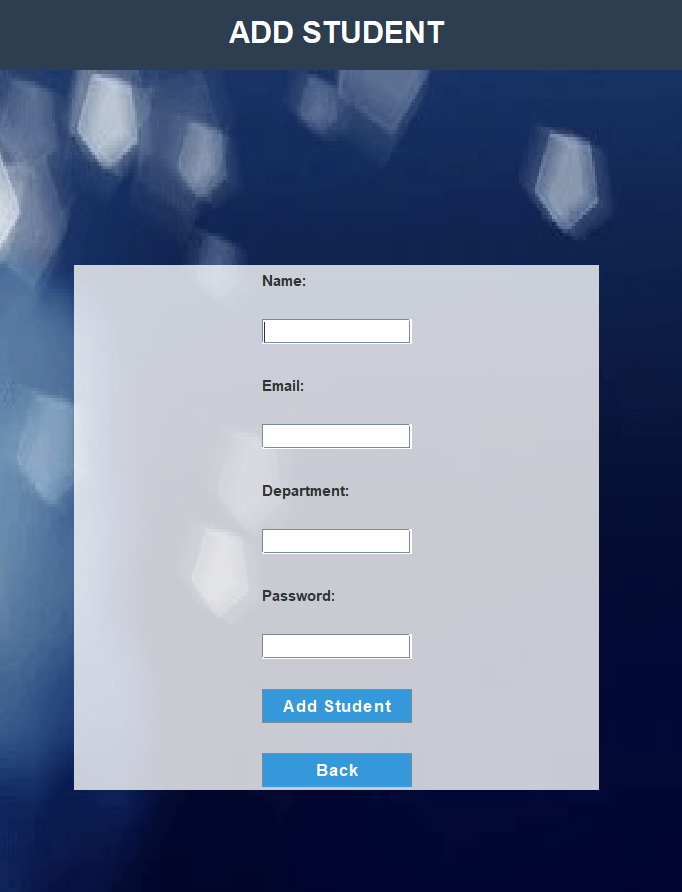 ADD STUDENT
Name:
Email:
Department:
Password:
Add Student
Back